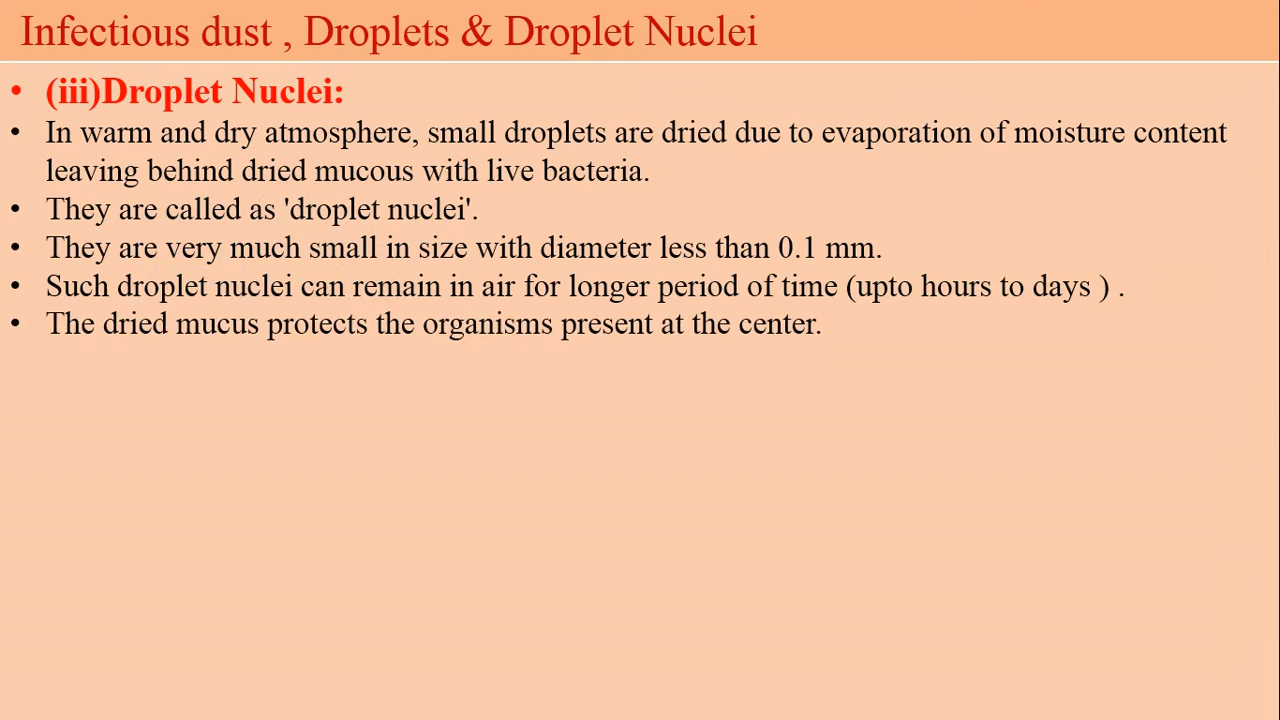 Infectious dust , Droplets & Droplet Nuclei
• (iii)Droplet Nuclei:
• In warm and dry atmosphere, small droplets are dried due to evaporation of moisture content
leaving behind dried mucous with live bacteria.
• They are called as 'droplet nuclei'.
• They are very much small in size with diameter less than 0.1 mm.
• Such droplet nuclei can remain in air for longer period of time (upto hours to days ) .
• The dried mucus protects the organisms present at the center.